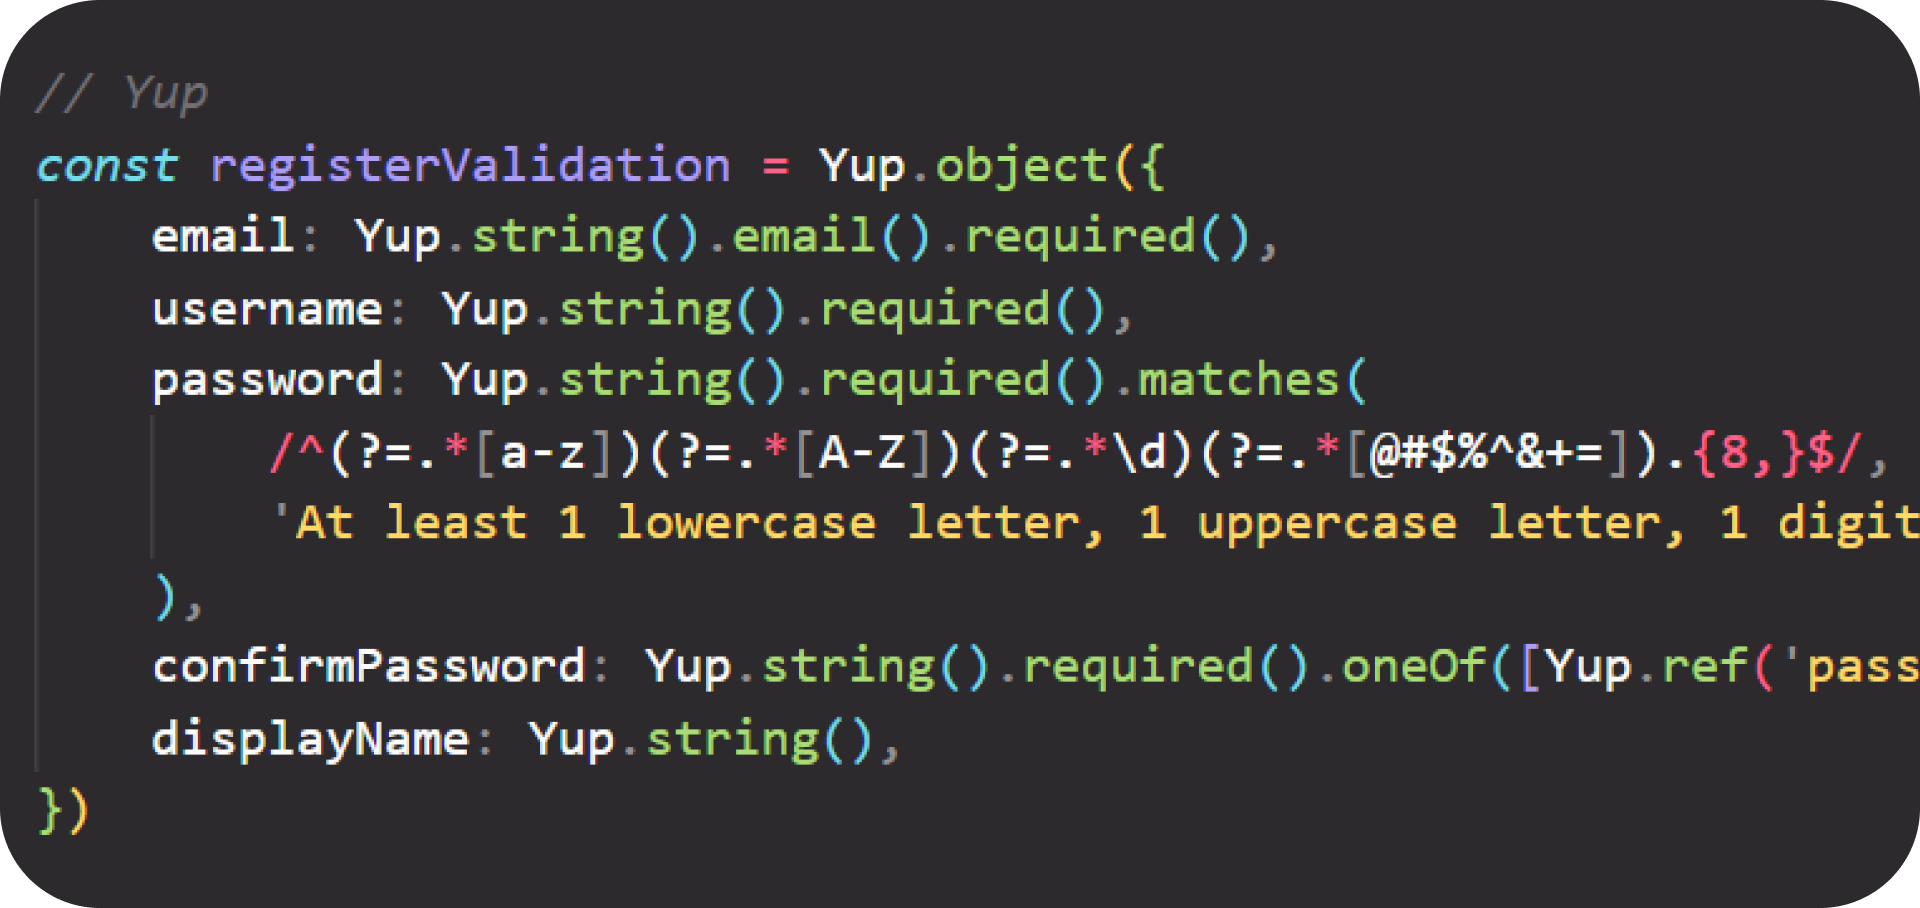 // Yup
const registerValidation = Yup.object({
email: Yup.string().email().required(),
username: Yup.string().required(),
password: Yup.string().required().matches(
/^(?=.*[a-z])(?=.*[A-Z])(?=.*\d)(?=.*[@#$%^&+=]).{8,}$/,
'At least 1 lowercase letter, 1 uppercase letter, 1 digit
),
confirmPassword: Yup.string().required().oneOf([Yup.ref('pass
displayName: Yup.string(),
})